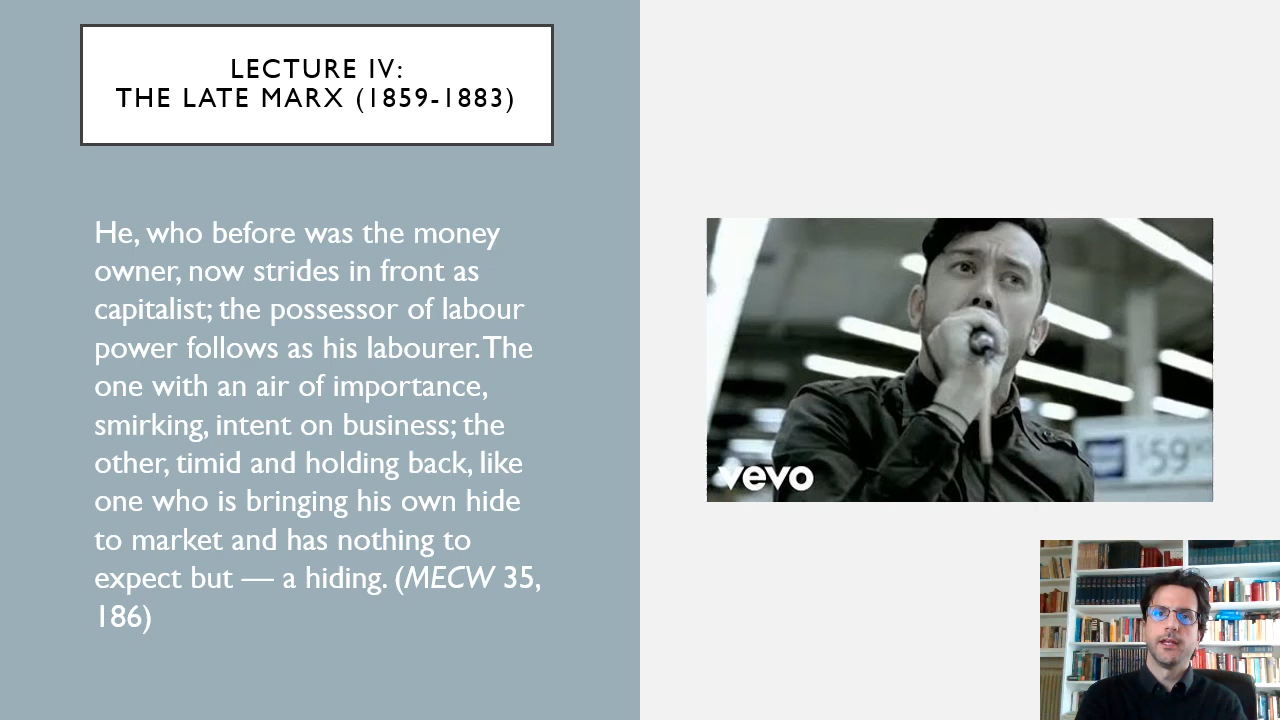 LECTURE IV:
THE LATE MARX (1859-1883)
He, who before was the money
owner, now strides in front as
capitalist; the possessor of labour
power follows as his labourer. The
one with an air of importance,
smirking, intent on business; the
other, timid and holding back, like
one who is bringing his own hide
to market and has nothing to
expect but — a hiding. (MECW 35,
186)
vevo
$59